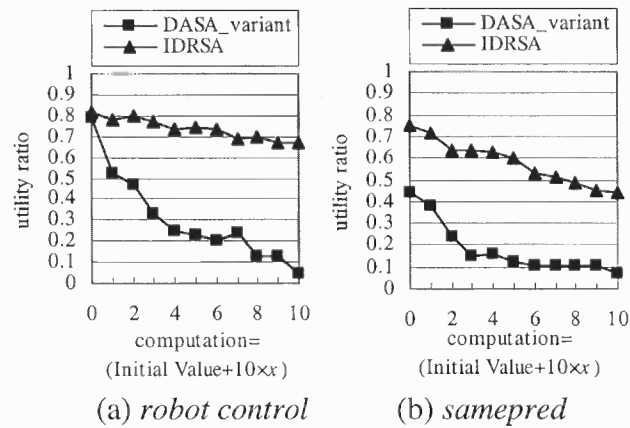 DASA_variant
IDRSA
1
0.9
0.8
0.7
0.6
0.5
0.4
0.3
0.2
0.1
0
utility ratio
0 2 4 6 8 10
computation=
(Initial Value+10×x)
(a) robot control
DASA_variant
IDRSA
1
0.9
0.8
0.7
0.6
0.5
0.4
0.3
0.2
0.1
0
utility ratio
0 2 4 6 8 10
computation=
(Initial Value+10×x)
(b) samepred